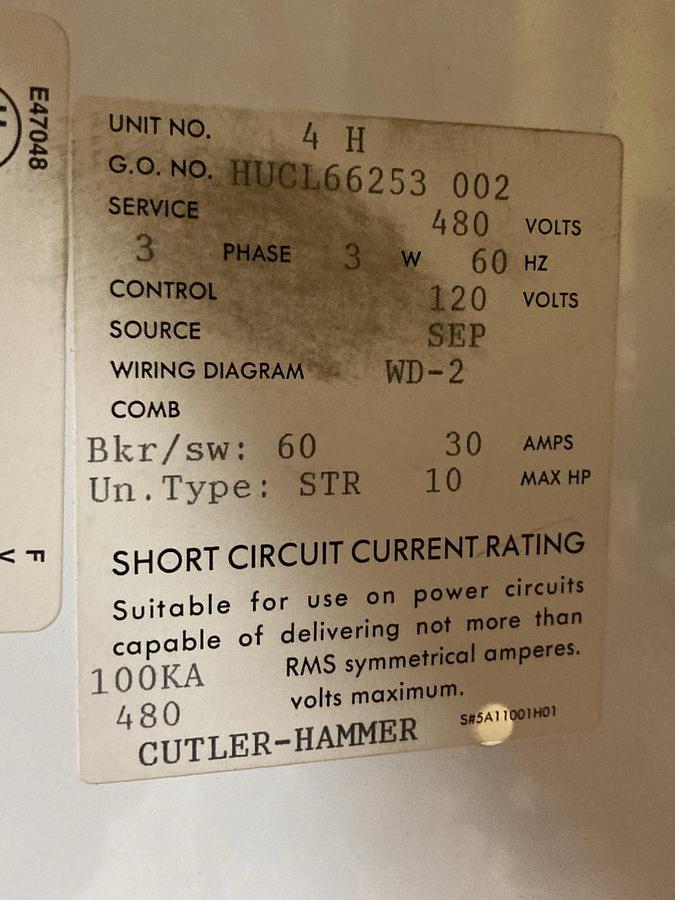 E47048
F
V
UNIT NO. 4 H
G.O. NO. HUCL66253 002
SERVICE 480 VOLTS
3 PHASE 3 W 60 HZ
CONTROL 120 VOLTS
SOURCE SEP
WIRING DIAGRAM WD-2
COMB
Bkr/sw: 60 30 AMPS
Un.Type: STR 10 MAX HP
SHORT CIRCUIT CURRENT RATING
Suitable for use on power circuits
capable of delivering not more than
100KA RMS symmetrical amperes.
480 volts maximum.
CUTLER-HAMMER S#5A11001H01